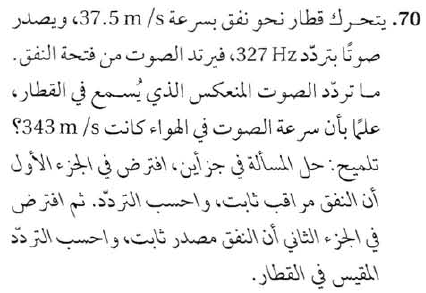 70. يتحرك قطار نحو نفق بسرعة 37.5 m/s، ويصدر
صوتًا بتردّد 327 Hz، فيرتد الصوت من فتحة النفق.
ما تردّد الصوت المنعكس الذي يُسمع في القطار،
علمًا بأن سرعة الصوت في الهواء كانت 343 m/s؟
تلميح: حل المسألة في جزأين، افترض في الجزء الأول
أن النفق مراقب ثابت، واحسب التردّد. ثم افترض
في الجزء الثاني أن النفق مصدر ثابت، واحسب التردّد
المقيس في القطار.